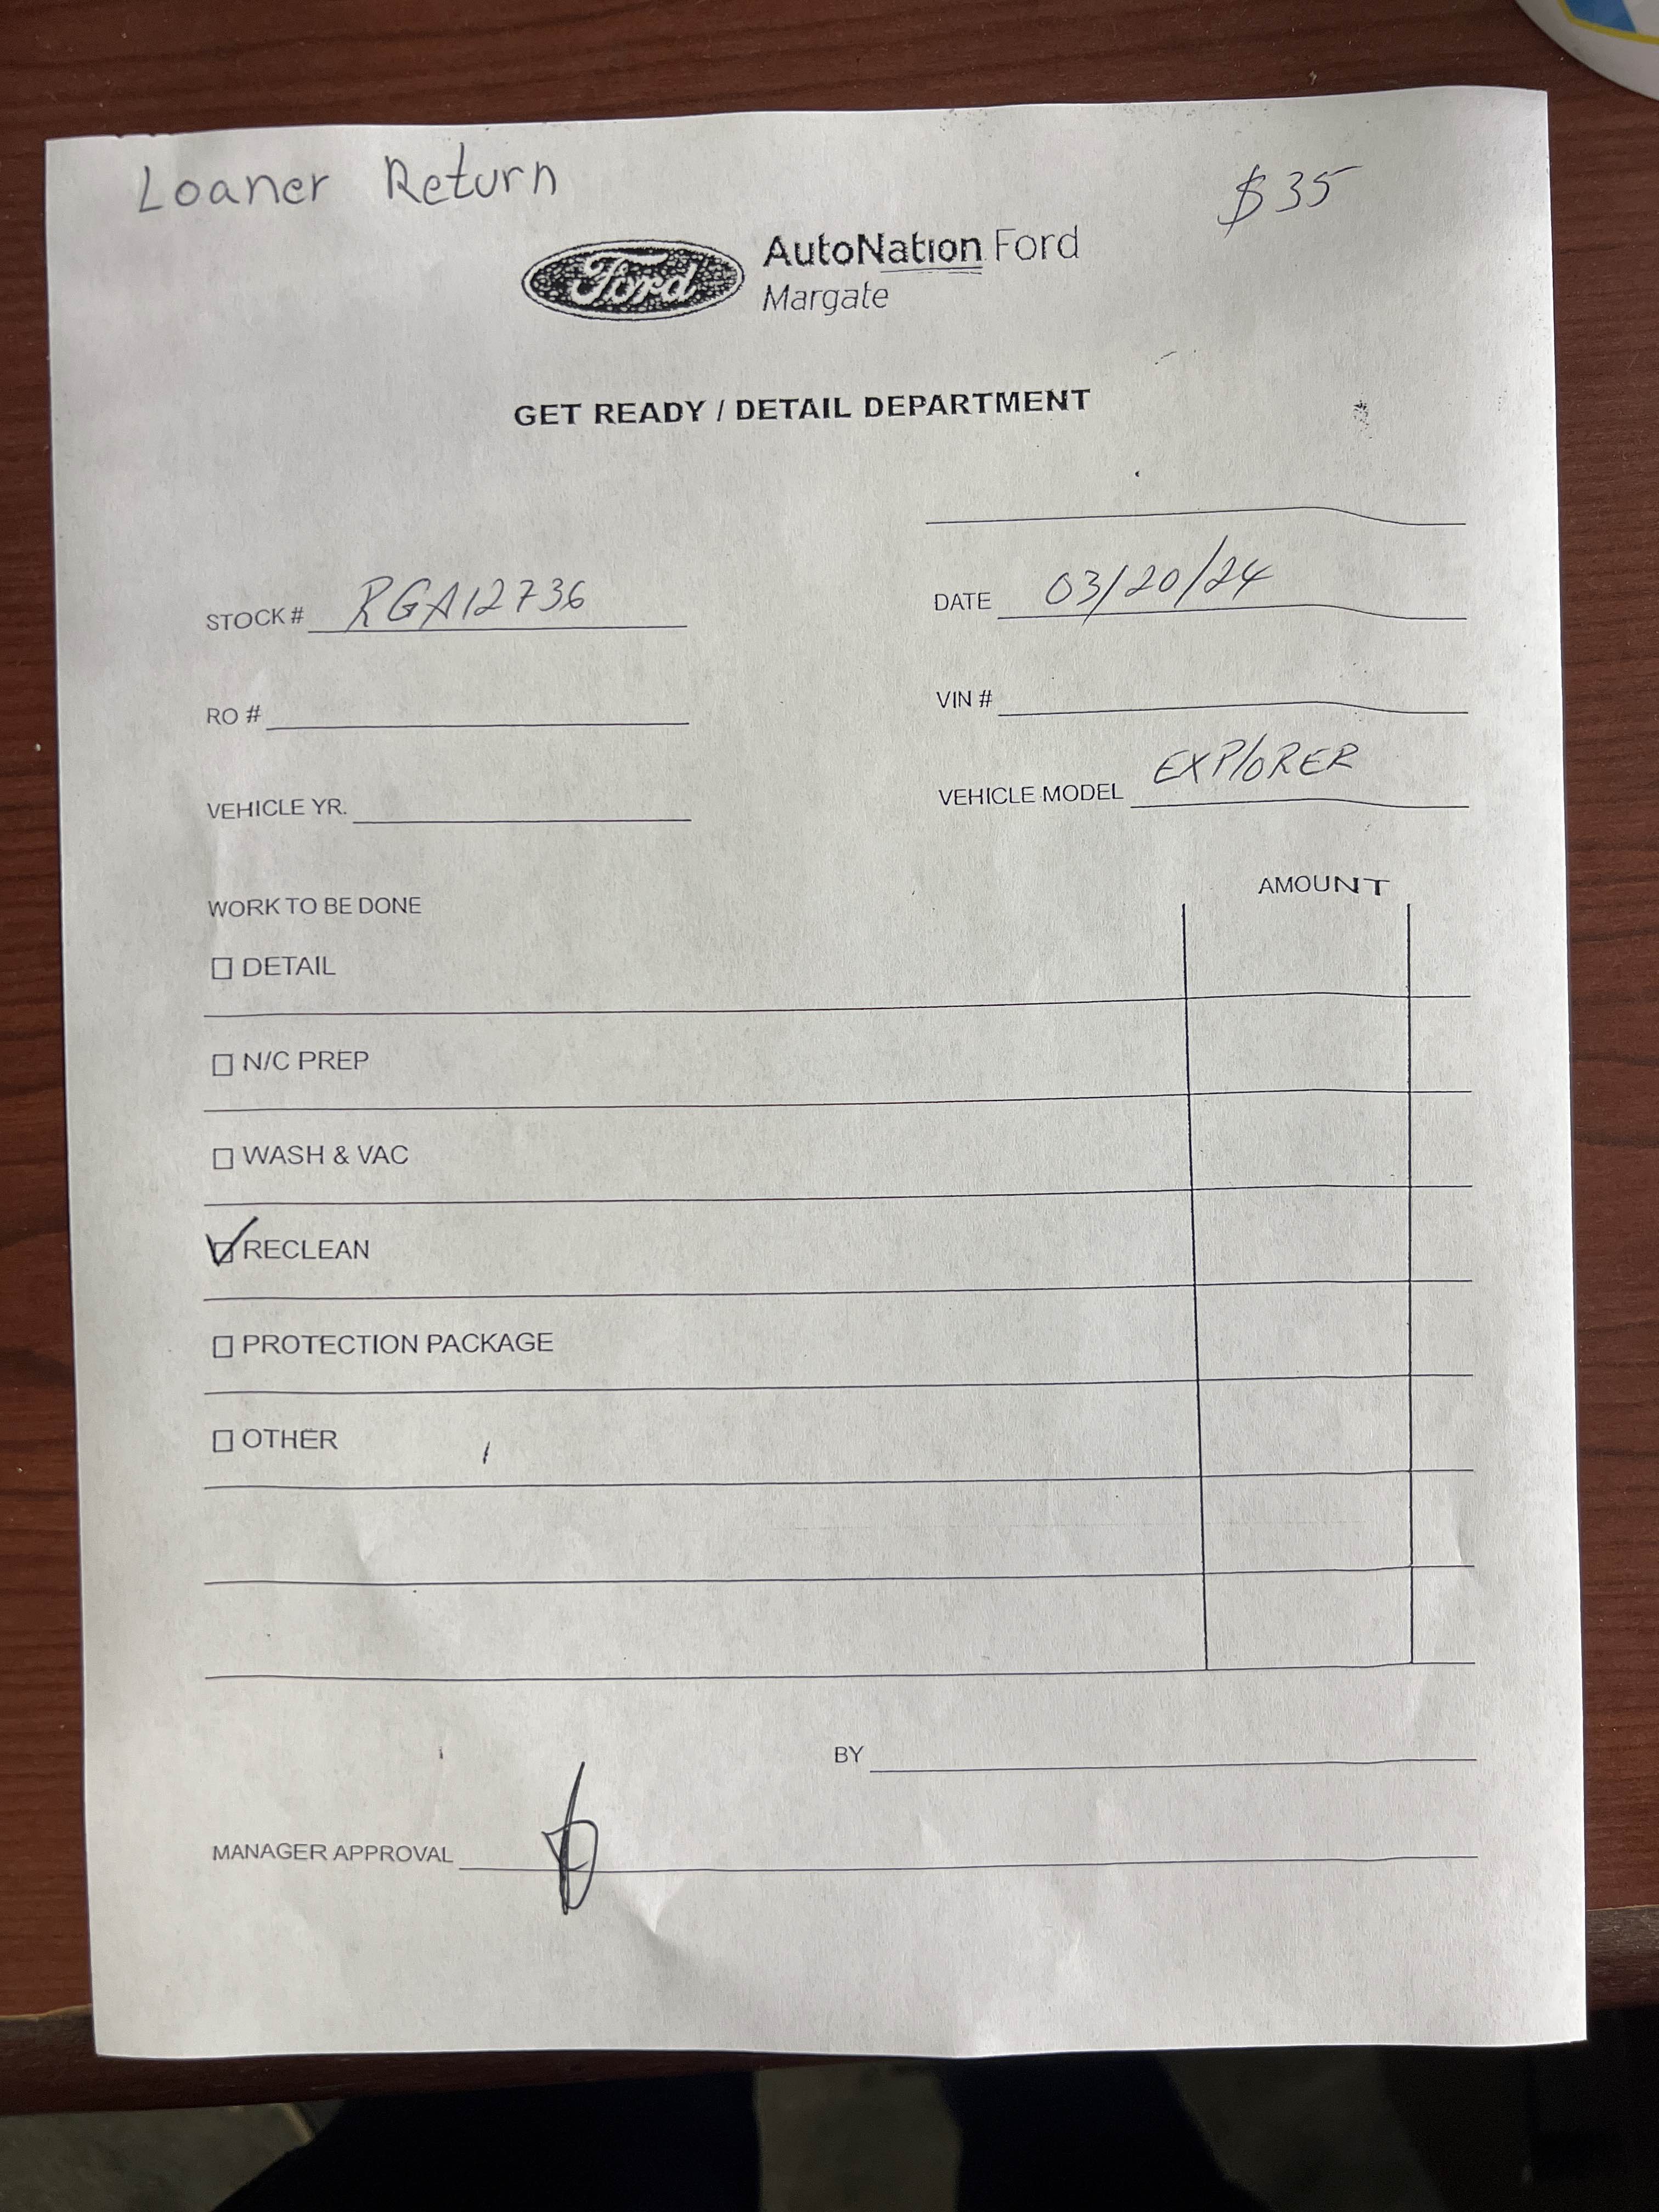 Loaner Return
$35
Ford
AutoNation Ford
Margate
GET READY / DETAIL DEPARTMENT
STOCK # RGA12736
DATE 03/20/24
RO #
VIN #
VEHICLE YR.
VEHICLE MODEL EXPlORER
AMOUNT
WORK TO BE DONE
DETAIL
N/C PREP
WASH & VAC
RECLEAN
PROTECTION PACKAGE
OTHER
BY
MANAGER APPROVAL